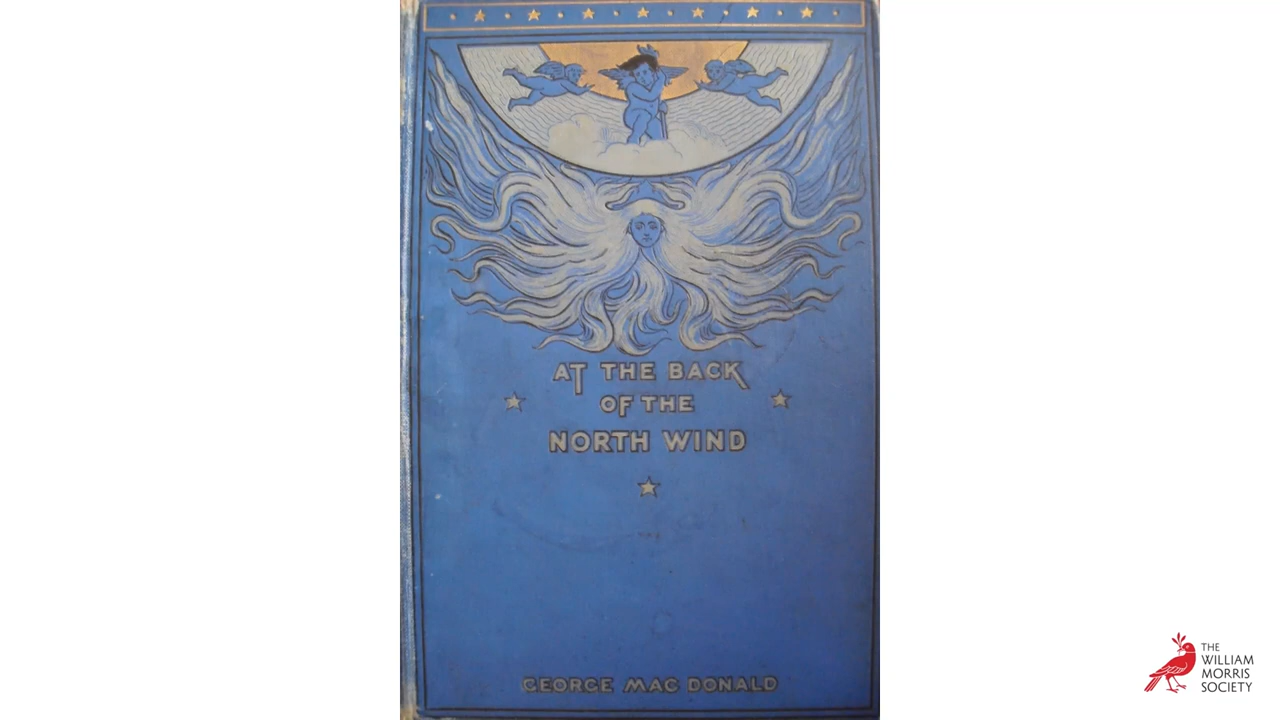 AT THE BACK
OF THE
NORTH WIND
GEORGE MAC DONALD
THE
WILLIAM
MORRIS
SOCIETY